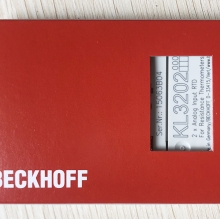 BECKHOFF
KL3202
2 x Analog Input RTD
For Resistance Thermometers